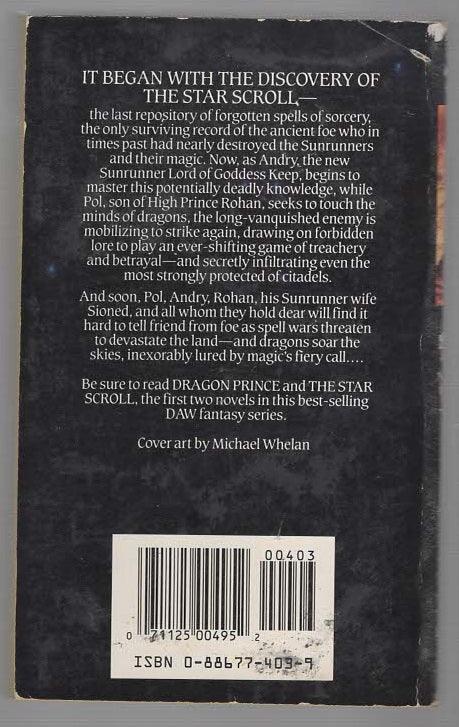 IT BEGAN WITH THE DISCOVERY OF
THE STAR SCROLL—
the last repository of forgotten spells of sorcery,
the only surviving record of the ancient foe who in
times past had nearly destroyed the Sunrunners
and their magic. Now, as Andry, the new
Sunrunner Lord of Goddess Keep, begins to
master this potentially deadly knowledge, while
Pol, son of High Prince Rohan, seeks to touch the
minds of dragons, the long-vanquished enemy is
mobilizing to strike again, drawing on forbidden
lore to play an ever-shifting game of treachery
and betrayal—and secretly infiltrating even the
most strongly protected of citadels.
And soon, Pol, Andry, Rohan, his Sunrunner wife
Sioned, and all whom they hold dear will find it
hard to tell friend from foe as spell wars threaten
to devastate the land—and dragons soar the
skies, inexorably lured by magic's fiery call....
Be sure to read DRAGON PRINCE and THE STAR
SCROLL, the first two novels in this best-selling
DAW fantasy series.
Cover art by Michael Whelan
00403
0 71125 00495 2
ISBN 0-88677-403-9